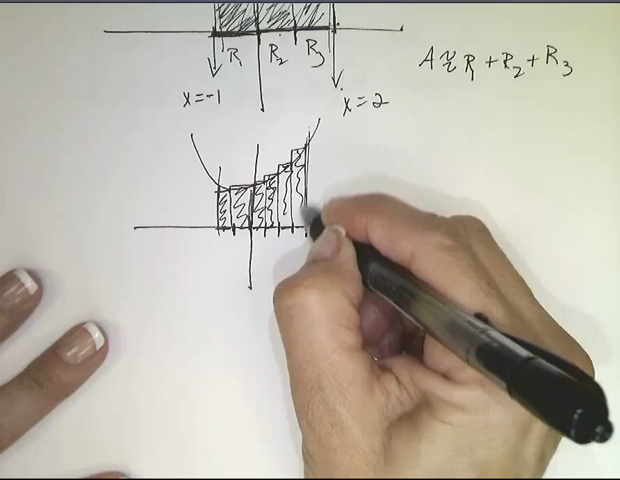 R₁ R₂ R₃
A ≈ R₁ + R₂ + R₃
x=-1 x=2